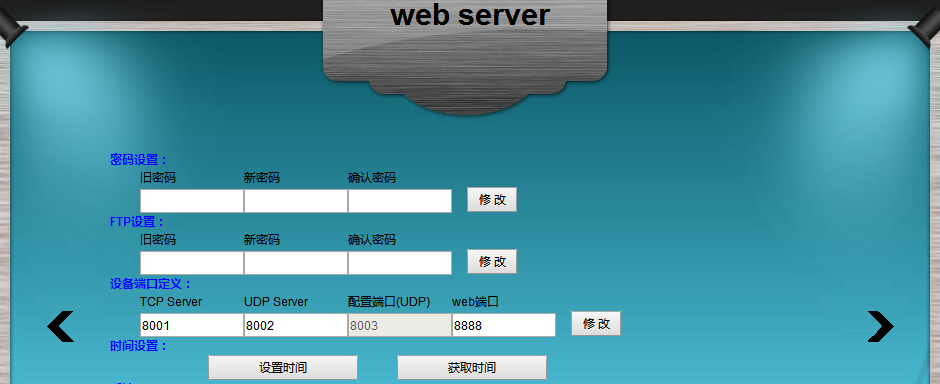 web server
密码设置：
旧密码 新密码 确认密码
修 改
FTP设置：
旧密码 新密码 确认密码
修 改
设备端口定义：
TCP Server UDP Server 配置端口(UDP) web端口
8001 8002 8003 8888 修 改
时间设置：
设置时间 获取时间